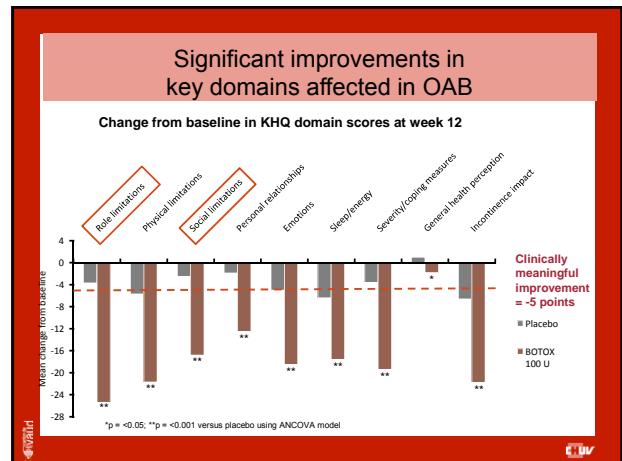 Significant improvements in
key domains affected in OAB
Change from baseline in KHQ domain scores at week 12
Role limitations
Physical limitations
Social limitations
Personal relationships
Emotions
Sleep/energy
Severity/coping measures
General health perception
Incontinence impact
Mean change from baseline
4
0
-4
-8
-12
-16
-20
-24
-28
**
**
**
**
**
**
**
*
**
Clinically
meaningful
improvement
= -5 points
Placebo
BOTOX
100 U
*p = <0.05; **p = <0.001 versus placebo using ANCOVA model